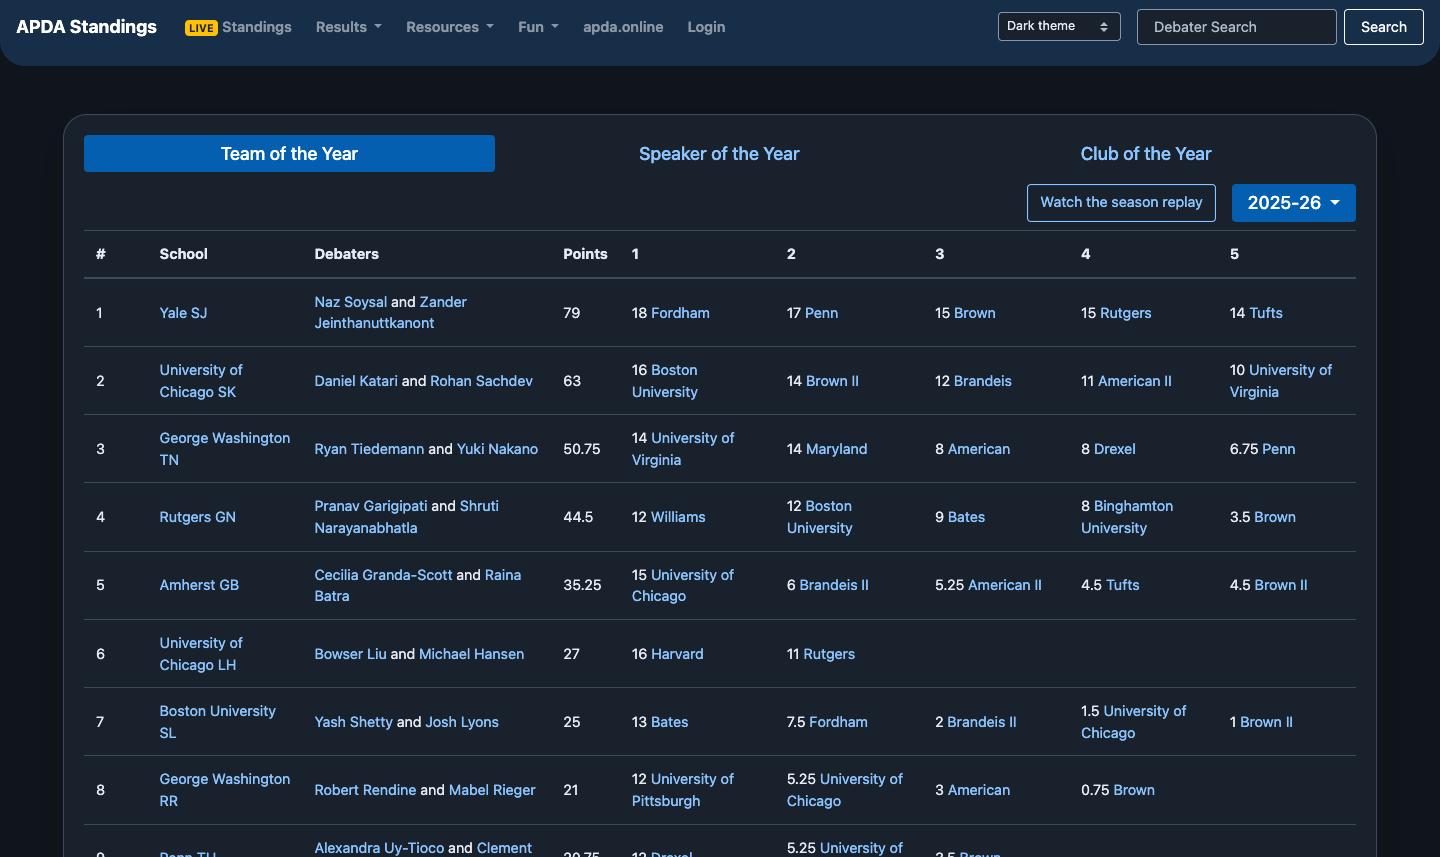 APDA Standings LIVE Standings Results Resources Fun apda.online Login Dark theme Debater Search Search
Team of the Year Speaker of the Year Club of the Year
Watch the season replay 2025-26
# School Debaters Points 1 2 3 4 5
1 Yale SJ Naz Soysal and Zander Jeinthanuttkanont 79 18 Fordham 17 Penn 15 Brown 15 Rutgers 14 Tufts
2 University of Chicago SK Daniel Katari and Rohan Sachdev 63 16 Boston University 14 Brown II 12 Brandeis 11 American II 10 University of Virginia
3 George Washington TN Ryan Tiedemann and Yuki Nakano 50.75 14 University of Virginia 14 Maryland 8 American 8 Drexel 6.75 Penn
4 Rutgers GN Pranav Garigipati and Shruti Narayanabhatla 44.5 12 Williams 12 Boston University 9 Bates 8 Binghamton University 3.5 Brown
5 Amherst GB Cecilia Granda-Scott and Raina Batra 35.25 15 University of Chicago 6 Brandeis II 5.25 American II 4.5 Tufts 4.5 Brown II
6 University of Chicago LH Bowser Liu and Michael Hansen 27 16 Harvard 11 Rutgers
7 Boston University SL Yash Shetty and Josh Lyons 25 13 Bates 7.5 Fordham 2 Brandeis II 1.5 University of Chicago 1 Brown II
8 George Washington RR Robert Rendine and Mabel Rieger 21 12 University of Pittsburgh 5.25 University of Chicago 3 American 0.75 Brown
Alexandra Uy-Tioco and Clement 5.25 University of